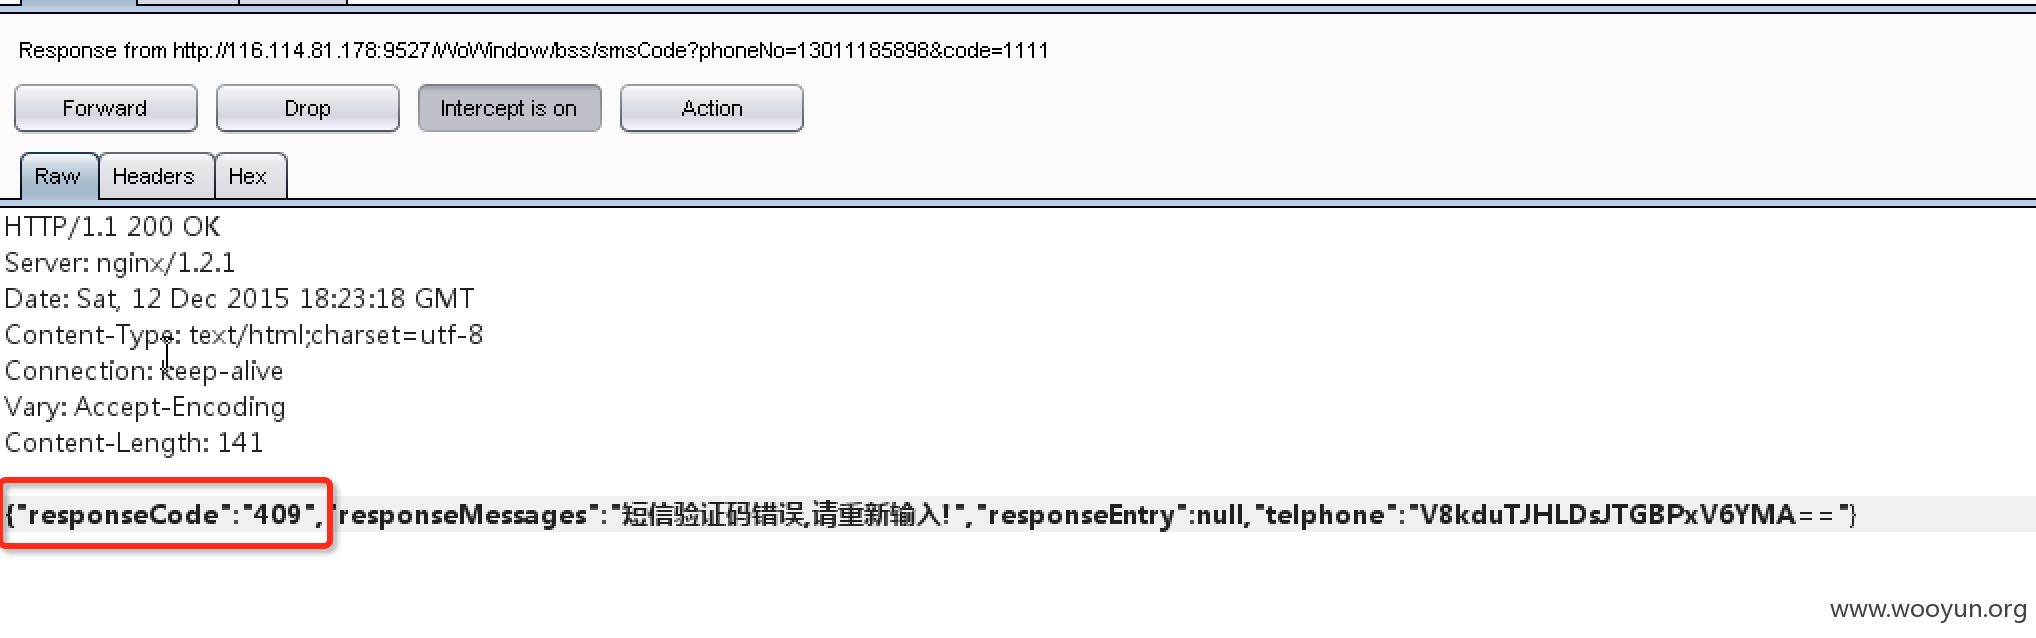 Response from http://116.114.81.178:9527/WoWindow/bss/smsCode?phoneNo=13011185898&code=1111
Forward Drop Intercept is on Action
Raw Headers Hex
HTTP/1.1 200 OK
Server: nginx/1.2.1
Date: Sat, 12 Dec 2015 18:23:18 GMT
Content-Type: text/html;charset=utf-8
Connection: keep-alive
Vary: Accept-Encoding
Content-Length: 141
{"responseCode":"409","responseMessages":"短信验证码错误,请重新输入!","responseEntry":null,"telphone":"V8kduTJHLDsJTGBPxV6YMA=="}
www.wooyun.org